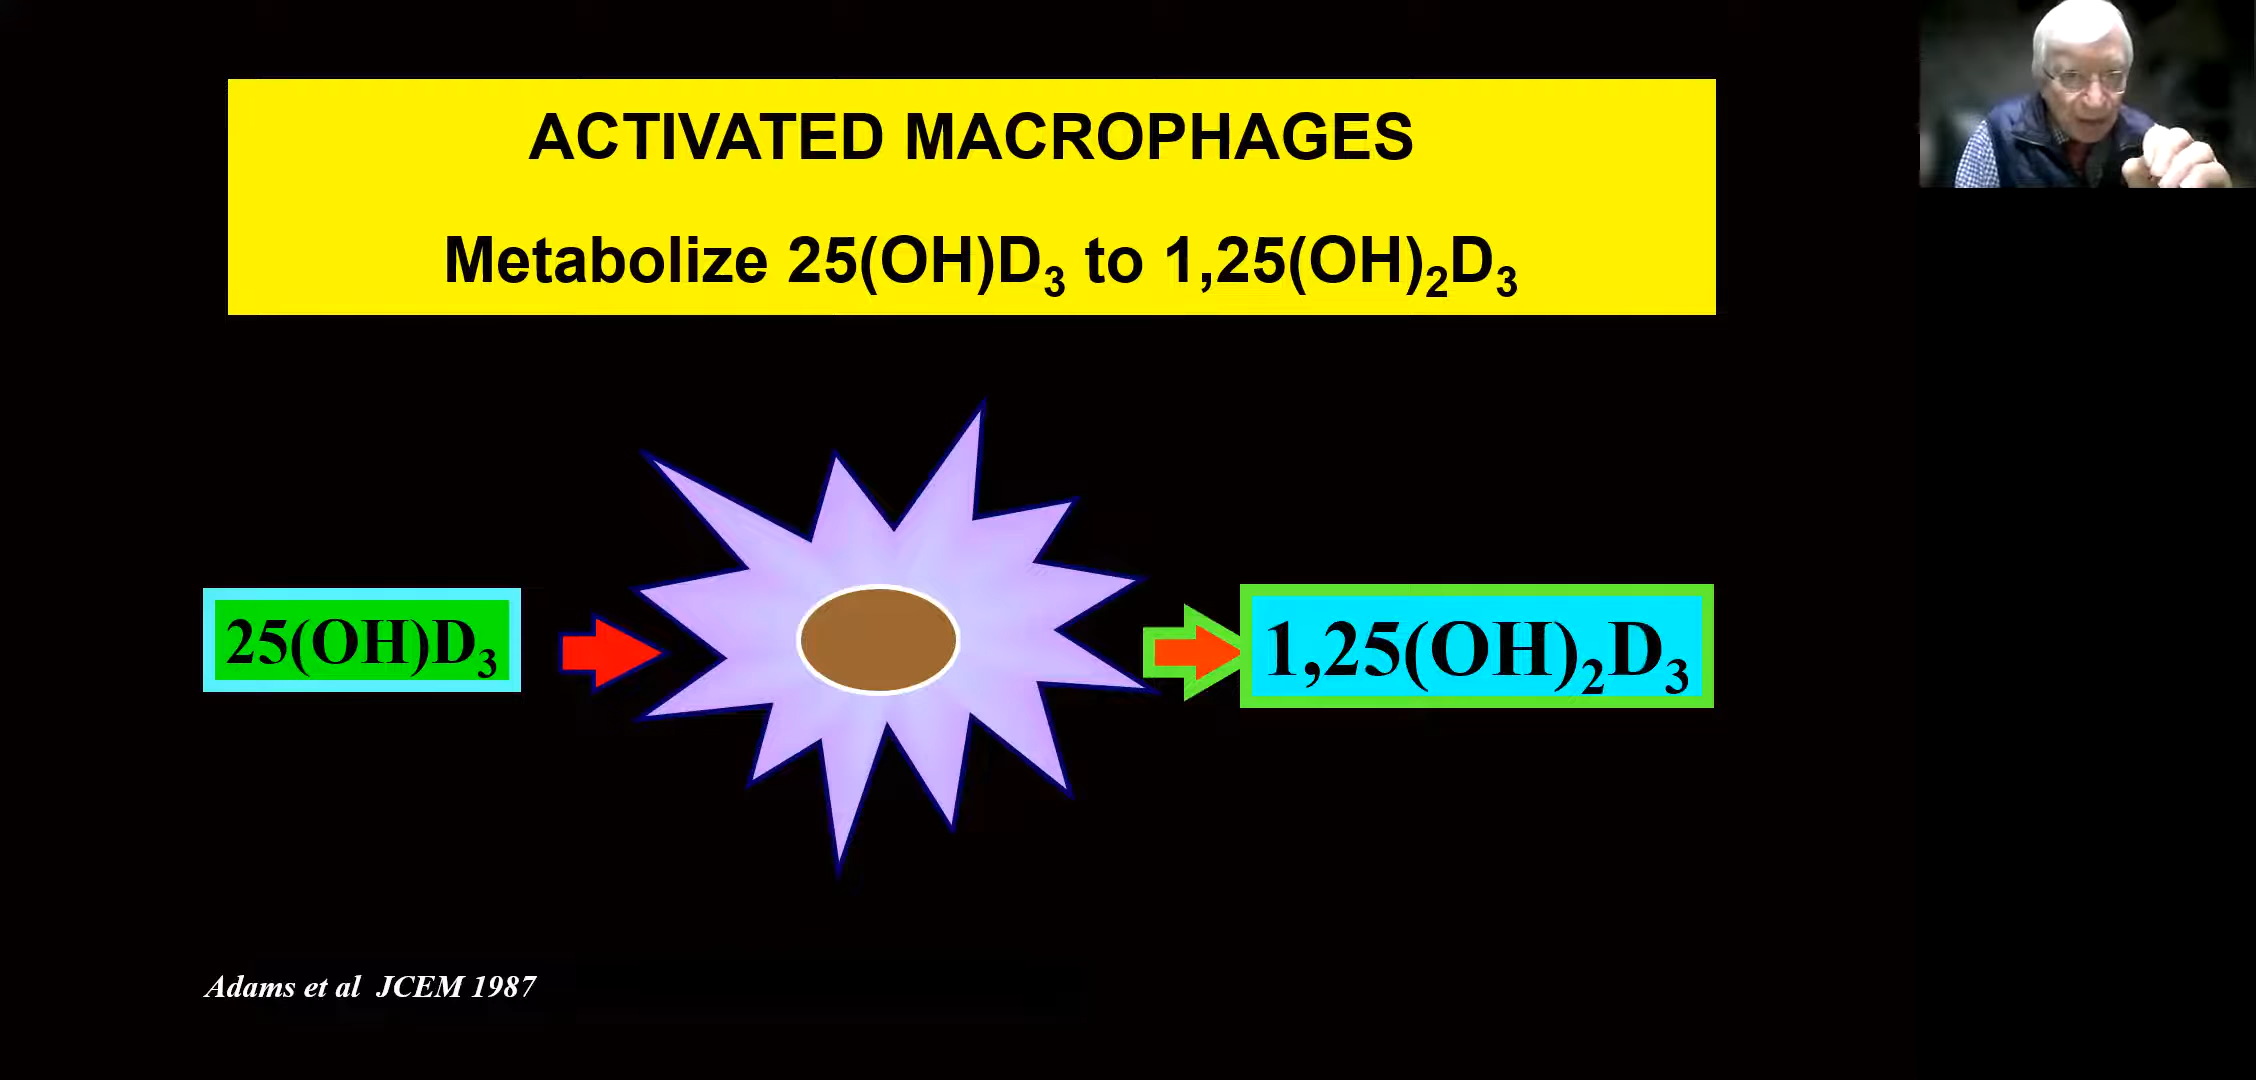 ACTIVATED MACROPHAGES
Metabolize 25(OH)D₃ to 1,25(OH)₂D₃
25(OH)D₃
1,25(OH)₂D₃
Adams et al JCEM 1987